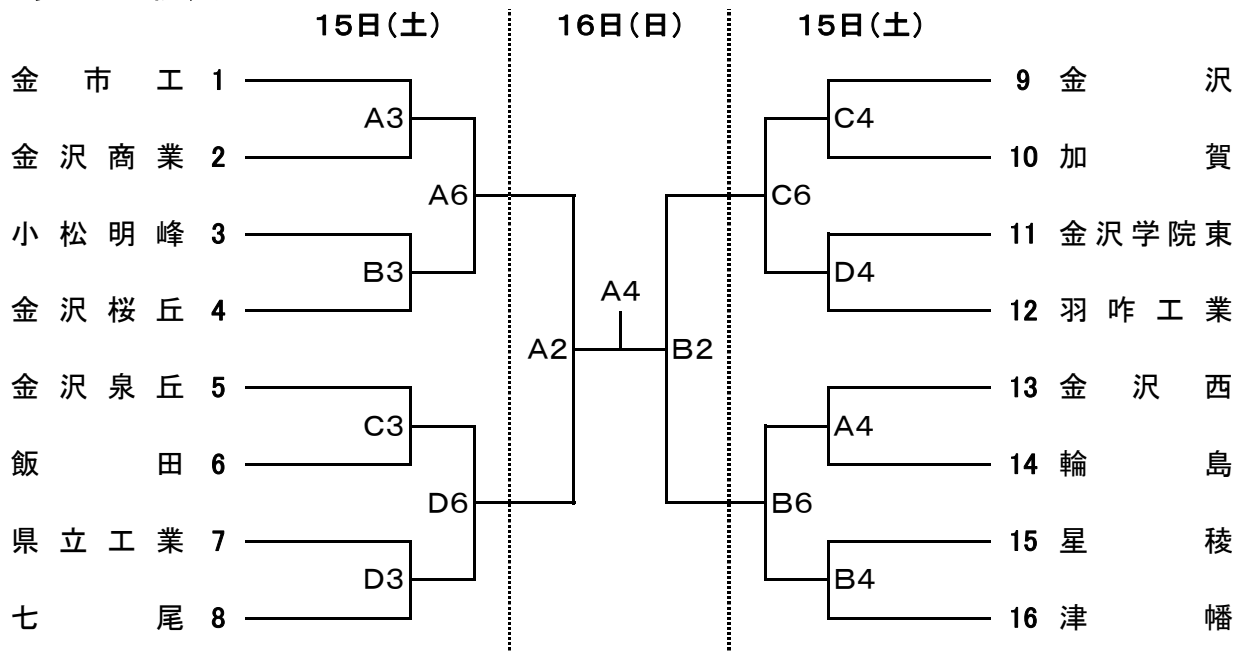 15日(土) 16日(日) 15日(土)
金市工 1 9 金沢
A3 C4
金沢商業 2 10 加賀
A6 C6
小松明峰 3 11 金沢学院東
B3 D4
A4
金沢桜丘 4 12 羽咋工業
A2 B2
金沢泉丘 5 13 金沢西
C3 A4
飯田 6 14 輪島
D6 B6
県立工業 7 15 星稜
D3 B4
七尾 8 16 津幡